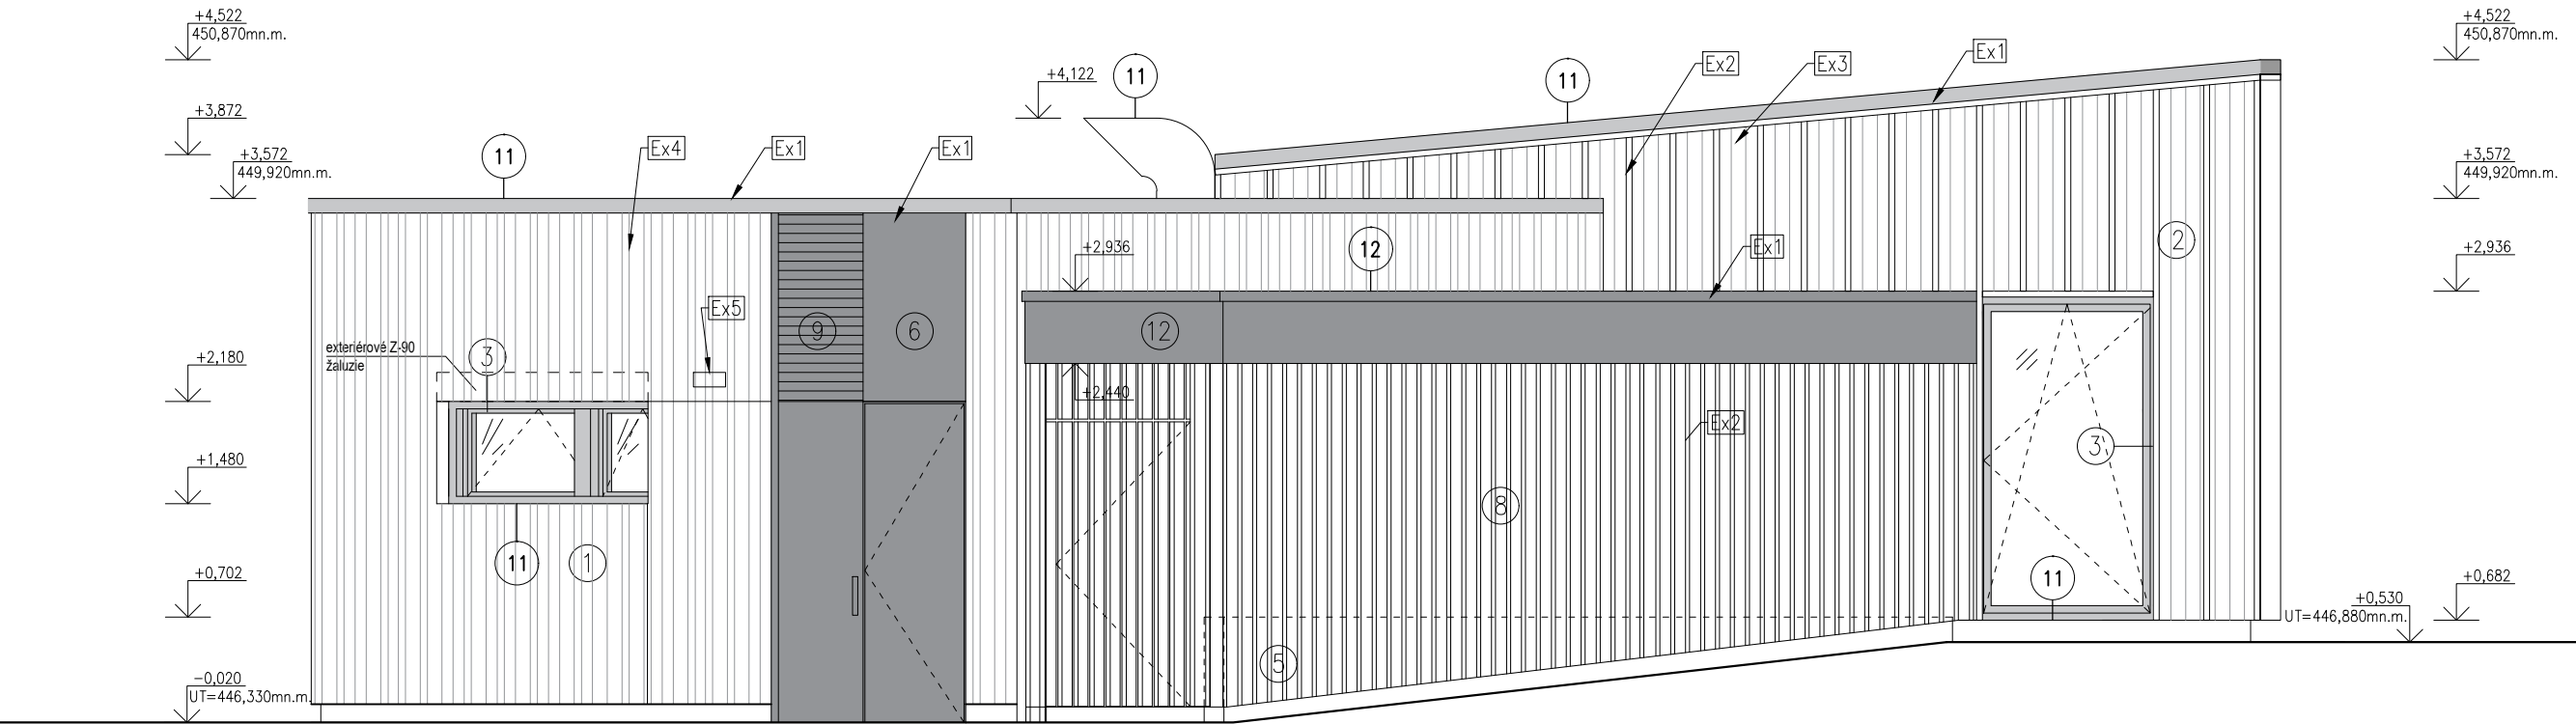 +4,522
450,870mn.m.
+3,872
+3,572
449,920mn.m.
11
Ex4
Ex1
Ex1
+4,122
11
11
Ex2
Ex3
Ex1
+4,522
450,870mn.m.
+3,572
449,920mn.m.
2
+2,936
12
Ex1
+2,936
Ex5
9
6
12
exteriérové Z-90
žaluzie
3
+2,180
+2,440
Ex2
3
+1,480
8
11
1
11
+0,702
+0,682
+0,530
UT=446,880mn.m.
5
-0,020
UT=446,330mn.m.